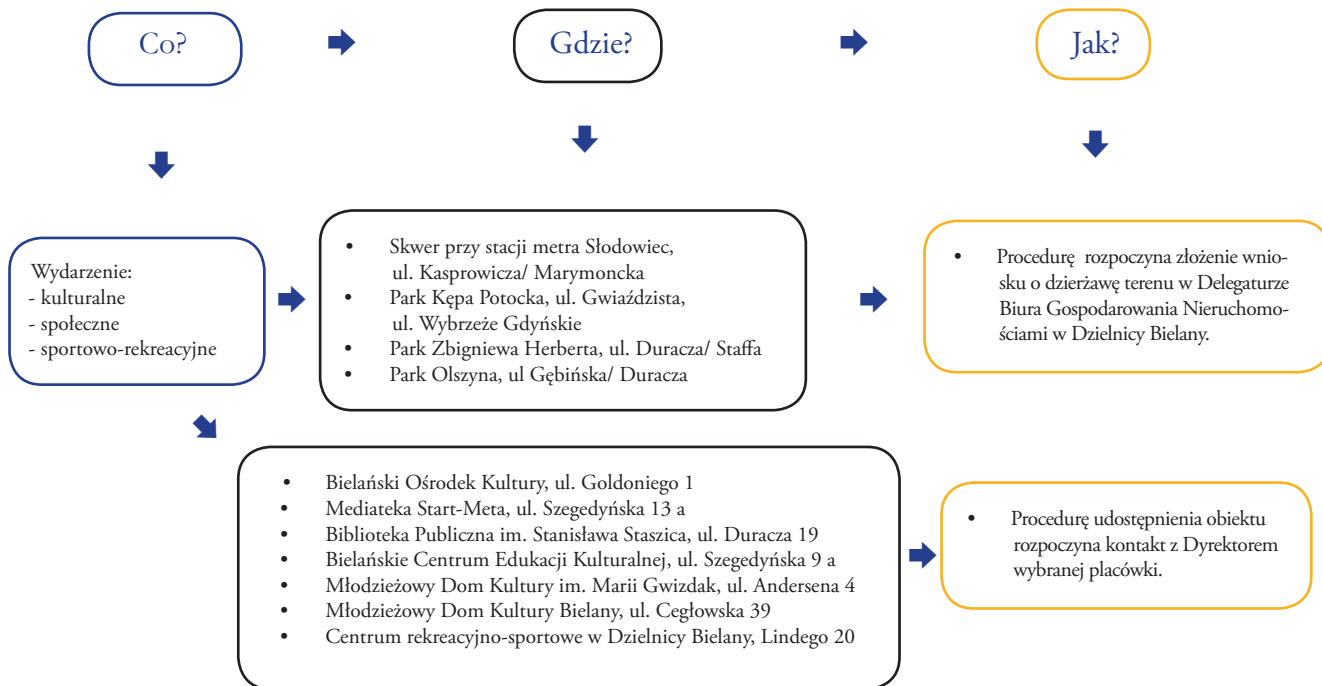 Co?
Gdzie?
Jak?
Wydarzenie:
- kulturalne
- społeczne
- sportowo-rekreacyjne
• Skwer przy stacji metra Słodowiec,
ul. Kasprowicza/ Marymoncka
• Park Kępa Potocka, ul. Gwiaździsta,
ul. Wybrzeże Gdyńskie
• Park Zbigniewa Herberta, ul. Duracza/ Staffa
• Park Olszyna, ul Gębińska/ Duracza
• Procedurę rozpoczyna złożenie wnio-
sku o dzierżawę terenu w Delegaturze
Biura Gospodarowania Nieruchomo-
ściami w Dzielnicy Bielany.
• Bielański Ośrodek Kultury, ul. Goldoniego 1
• Mediateka Start-Meta, ul. Szegedyńska 13 a
• Biblioteka Publiczna im. Stanisława Staszica, ul. Duracza 19
• Bielańskie Centrum Edukacji Kulturalnej, ul. Szegedyńska 9 a
• Młodzieżowy Dom Kultury im. Marii Gwizdak, ul. Andersena 4
• Młodzieżowy Dom Kultury Bielany, ul. Cegłowska 39
• Centrum rekreacyjno-sportowe w Dzielnicy Bielany, Lindego 20
• Procedurę udostępnienia obiektu
rozpoczyna kontakt z Dyrektorem
wybranej placówki.